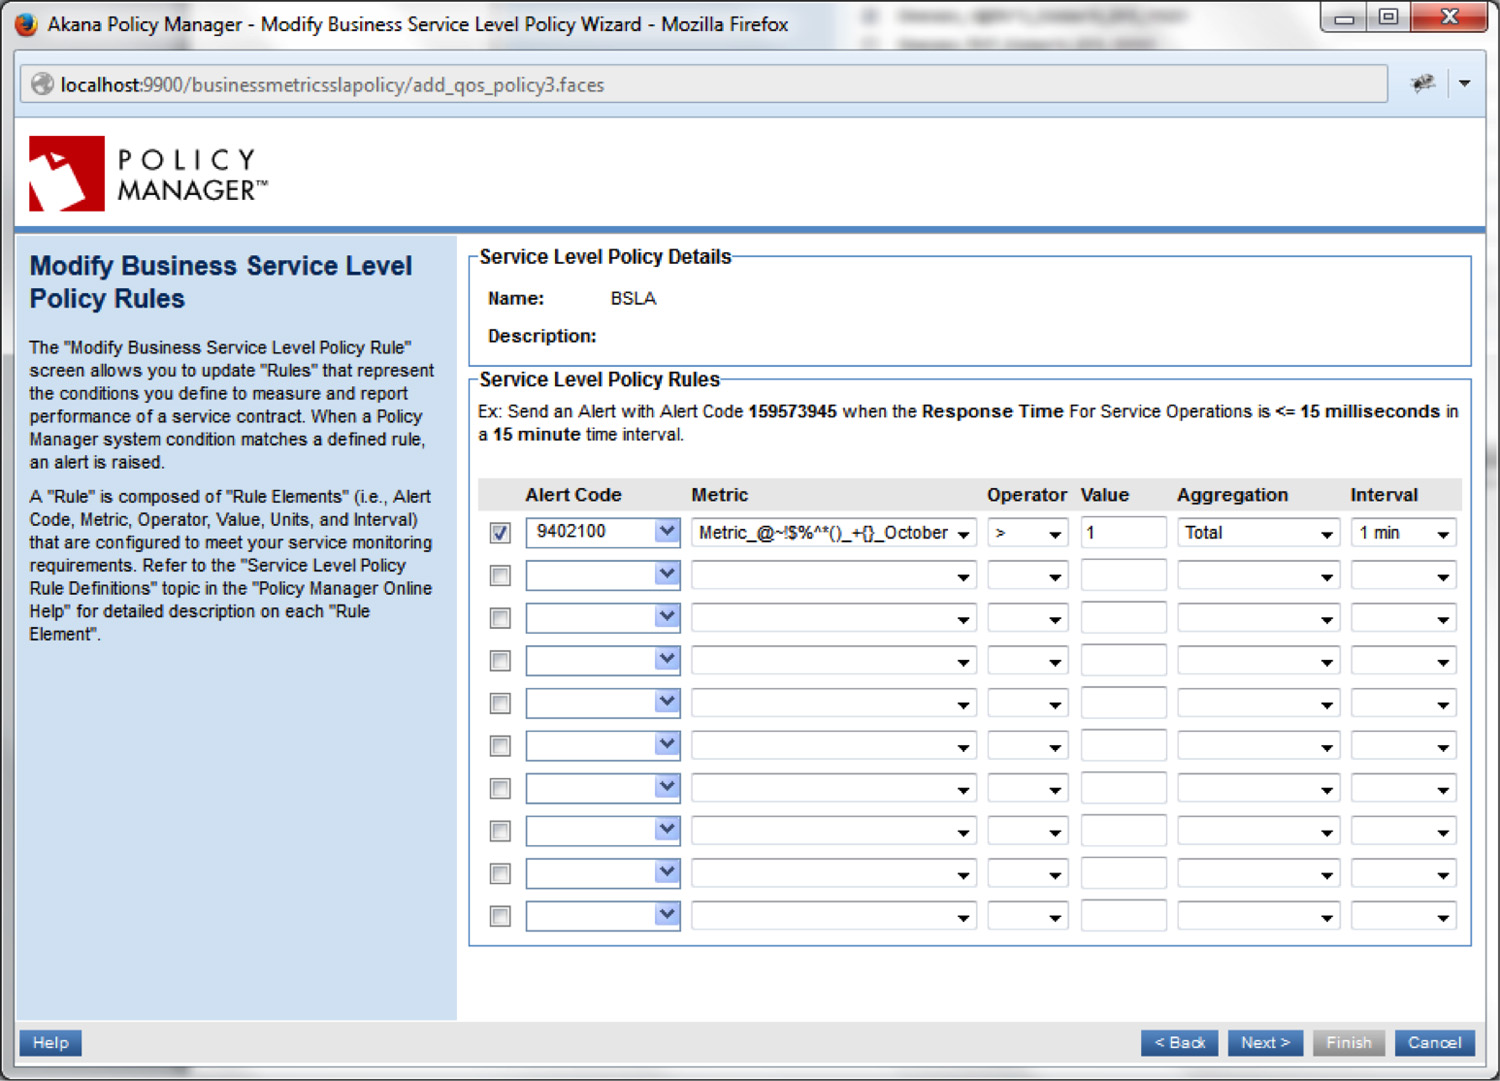 Akana Policy Manager - Modify Business Service Level Policy Wizard - Mozilla Firefox
localhost:9900/businessmetricsslapolicy/add_qos_policy3.faces
POLICY
MANAGER™
Modify Business Service Level
Policy Rules
The "Modify Business Service Level Policy Rule"
screen allows you to update "Rules" that represent
the conditions you define to measure and report
performance of a service contract. When a Policy
Manager system condition matches a defined rule,
an alert is raised.
A "Rule" is composed of "Rule Elements" (i.e., Alert
Code, Metric, Operator, Value, Units, and Interval)
that are configured to meet your service monitoring
requirements. Refer to the "Service Level Policy
Rule Definitions" topic in the "Policy Manager Online
Help" for detailed description on each "Rule
Element".
Service Level Policy Details
Name: BSLA
Description:
Service Level Policy Rules
Ex: Send an Alert with Alert Code 159573945 when the Response Time For Service Operations is <= 15 milliseconds in
a 15 minute time interval.
Alert Code Metric Operator Value Aggregation Interval
9402100 Metric_@~!$%^*()_+{}_October > 1 Total 1 min
Help < Back Next > Finish Cancel